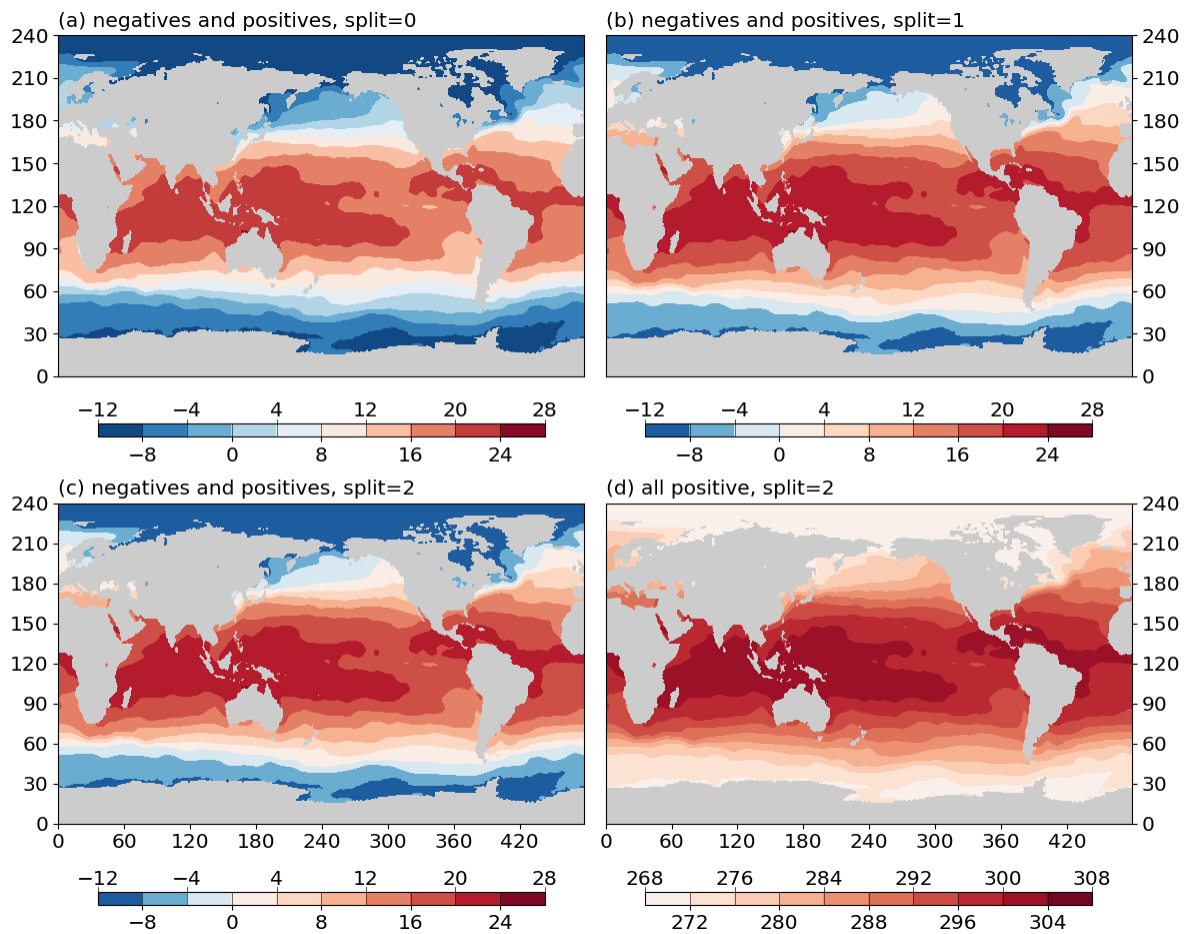 (a) negatives and positives, split=0
(b) negatives and positives, split=1
240
210
180
150
120
90
60
30
0
240
210
180
150
120
90
60
30
0
−12 −4 4 12 20 28
−8 0 8 16 24
−12 −4 4 12 20 28
−8 0 8 16 24
(c) negatives and positives, split=2
(d) all positive, split=2
240
210
180
150
120
90
60
30
0
240
210
180
150
120
90
60
30
0
0 60 120 180 240 300 360 420
0 60 120 180 240 300 360 420
−12 −4 4 12 20 28
−8 0 8 16 24
268 276 284 292 300 308
272 280 288 296 304